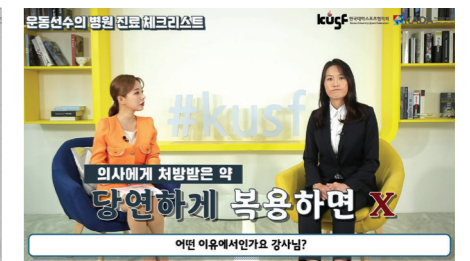 운동선수의 병원 진료 체크리스트
kusf 한국대학스포츠협의회
#kusf
의사에게 처방받은 약
당연하게 복용하면 X
어떤 이유에서인가요 강사님?